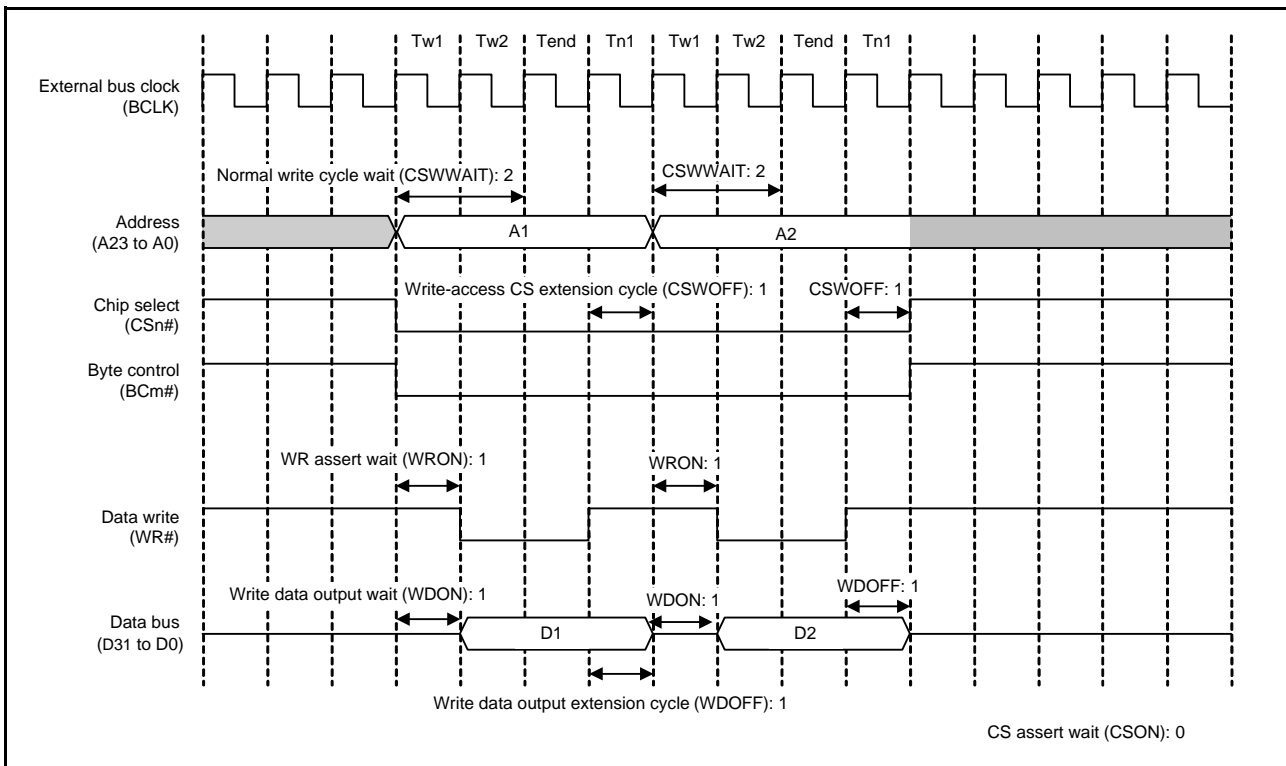 Tw1 Tw2 Tend Tn1 Tw1 Tw2 Tend Tn1
External bus clock
(BCLK)
Normal write cycle wait (CSWWAIT): 2
CSWWAIT: 2
Address
(A23 to A0)
A1
A2
Write-access CS extension cycle (CSWOFF): 1
CSWOFF: 1
Chip select
(CSn#)
Byte control
(BCm#)
WR assert wait (WRON): 1
WRON: 1
Data write
(WR#)
Write data output wait (WDON): 1
WDON: 1
WDOFF: 1
Data bus
(D31 to D0)
D1
D2
Write data output extension cycle (WDOFF): 1
CS assert wait (CSON): 0